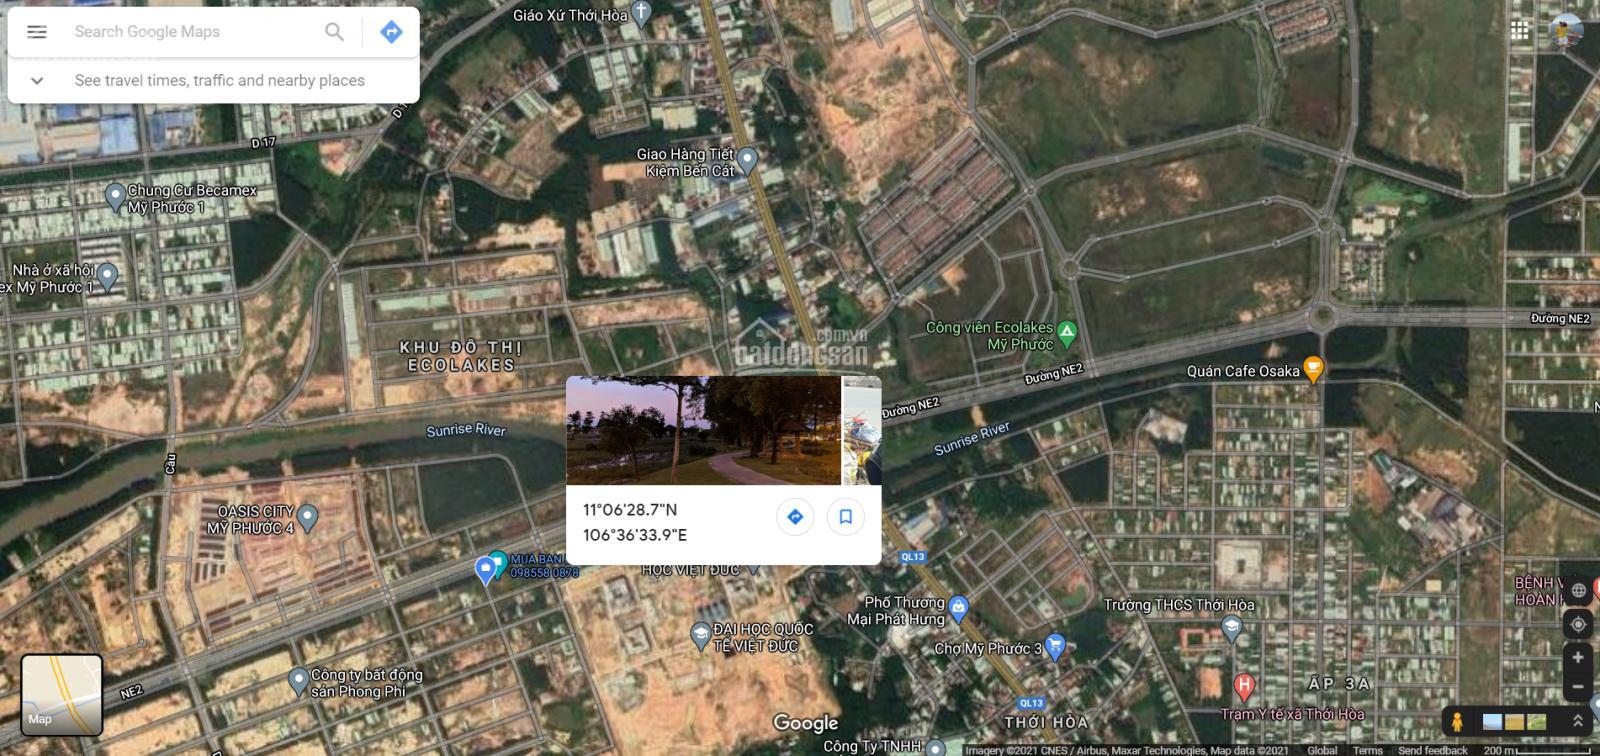 Search Google Maps
See travel times, traffic and nearby places
Giáo Xứ Thới Hòa
D 17
Giao Hàng Tiết
Kiệm Bến Cát
Chung Cư Becamex
Mỹ Phước 1
Nhà ở xã hội
ex Mỹ Phước 1
.com.vn
batdongsan
Công viên Ecolakes
Mỹ Phước
Đường NE2
Đường NE2
Đường NE2
KHU ĐÔ THỊ
ECOLAKES
Quán Cafe Osaka
Sunrise River
Sunrise River
Cầu
OASIS CITY
MỸ PHƯỚC 4
11°06'28.7"N
106°36'33.9"E
QL13
MUA BAN
098558 0878
HỌC VIỆT ĐỨC
BỆNH V
HOÀN H
Phố Thương
Mại Phát Hưng
Trường THCS Thới Hòa
ĐẠI HỌC QUỐC
TẾ VIỆT ĐỨC
Chợ Mỹ Phước 3
Công ty bất động
sản Phong Phi
NE2
H
ẤP 3A
Trạm Y tế xã Thới Hòa
QL13
THỚI HÒA
Map
Google
Công Ty TNHH
Imagery ©2021 CNES / Airbus, Maxar Technologies, Map data ©2021
Global
Terms
Send feedback
200 m